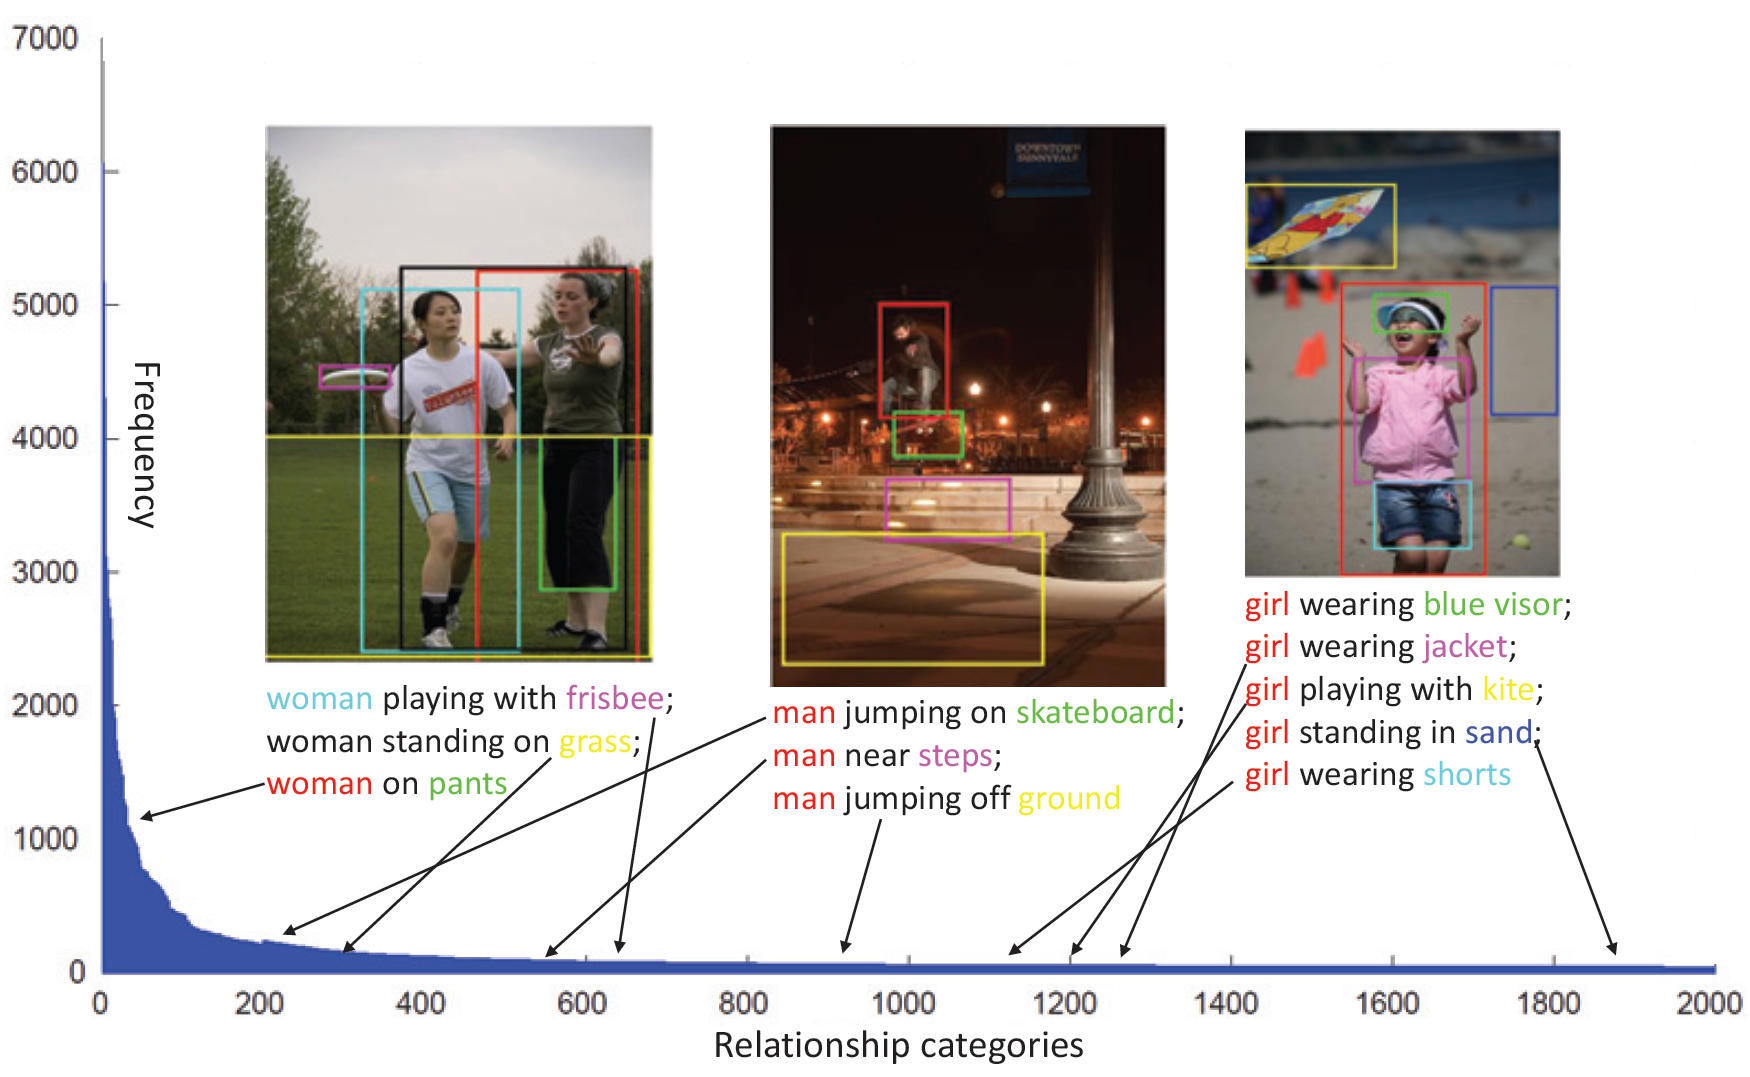 7000
6000
5000
4000
3000
2000
1000
0
Frequency
DOWNTOWN
SUNNYVALE
woman playing with frisbee;
woman standing on grass;
woman on pants
man jumping on skateboard;
man near steps;
man jumping off ground
girl wearing blue visor;
girl wearing jacket;
girl playing with kite;
girl standing in sand;
girl wearing shorts
0 200 400 600 800 1000 1200 1400 1600 1800 2000
Relationship categories